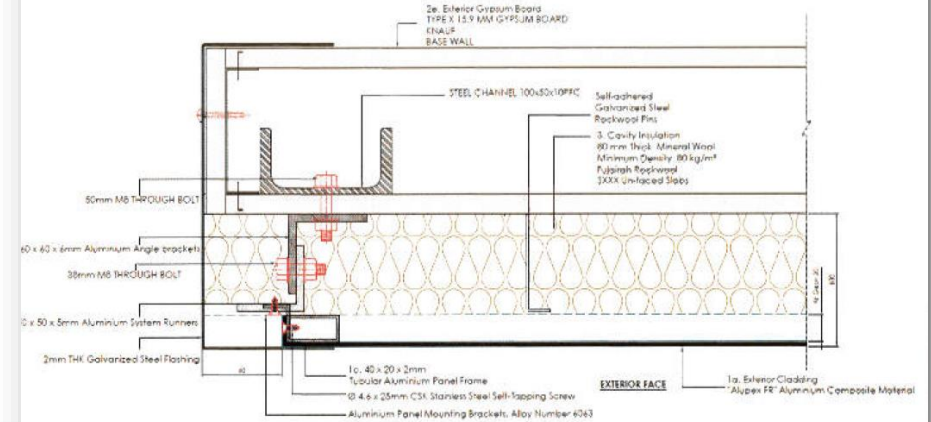 2e. Exterior Gypsum Board
TYPE X 15.9 MM GYPSUM BOARD
KNAUF
BASE WALL
STEEL CHANNEL 100x50x10PFC
Self-adhered
Galvanized Steel
Rockwool Pins
3. Cavity Insulation
80 mm Thick Mineral Wool
Minimum Density 80 kg/m³
Fujairah Rockwool
Un-faced Slabs
50mm M8 THROUGH BOLT
60 x 60 x 6mm Aluminium Angle brackets
38mm M8 THROUGH BOLT
x 50 x 5mm Aluminium System Runners
2mm THK Galvanized Steel Flashing
60
1c. 40 x 20 x 2mm
Tubular Aluminium Panel Frame
Ø 4.6 x 25mm CSK Stainless Steel Self-Tapping Screw
Aluminium Panel Mounting Brackets, Alloy Number 6063
EXTERIOR FACE
1a. Exterior Cladding
"Alupex FR" Aluminium Composite Material